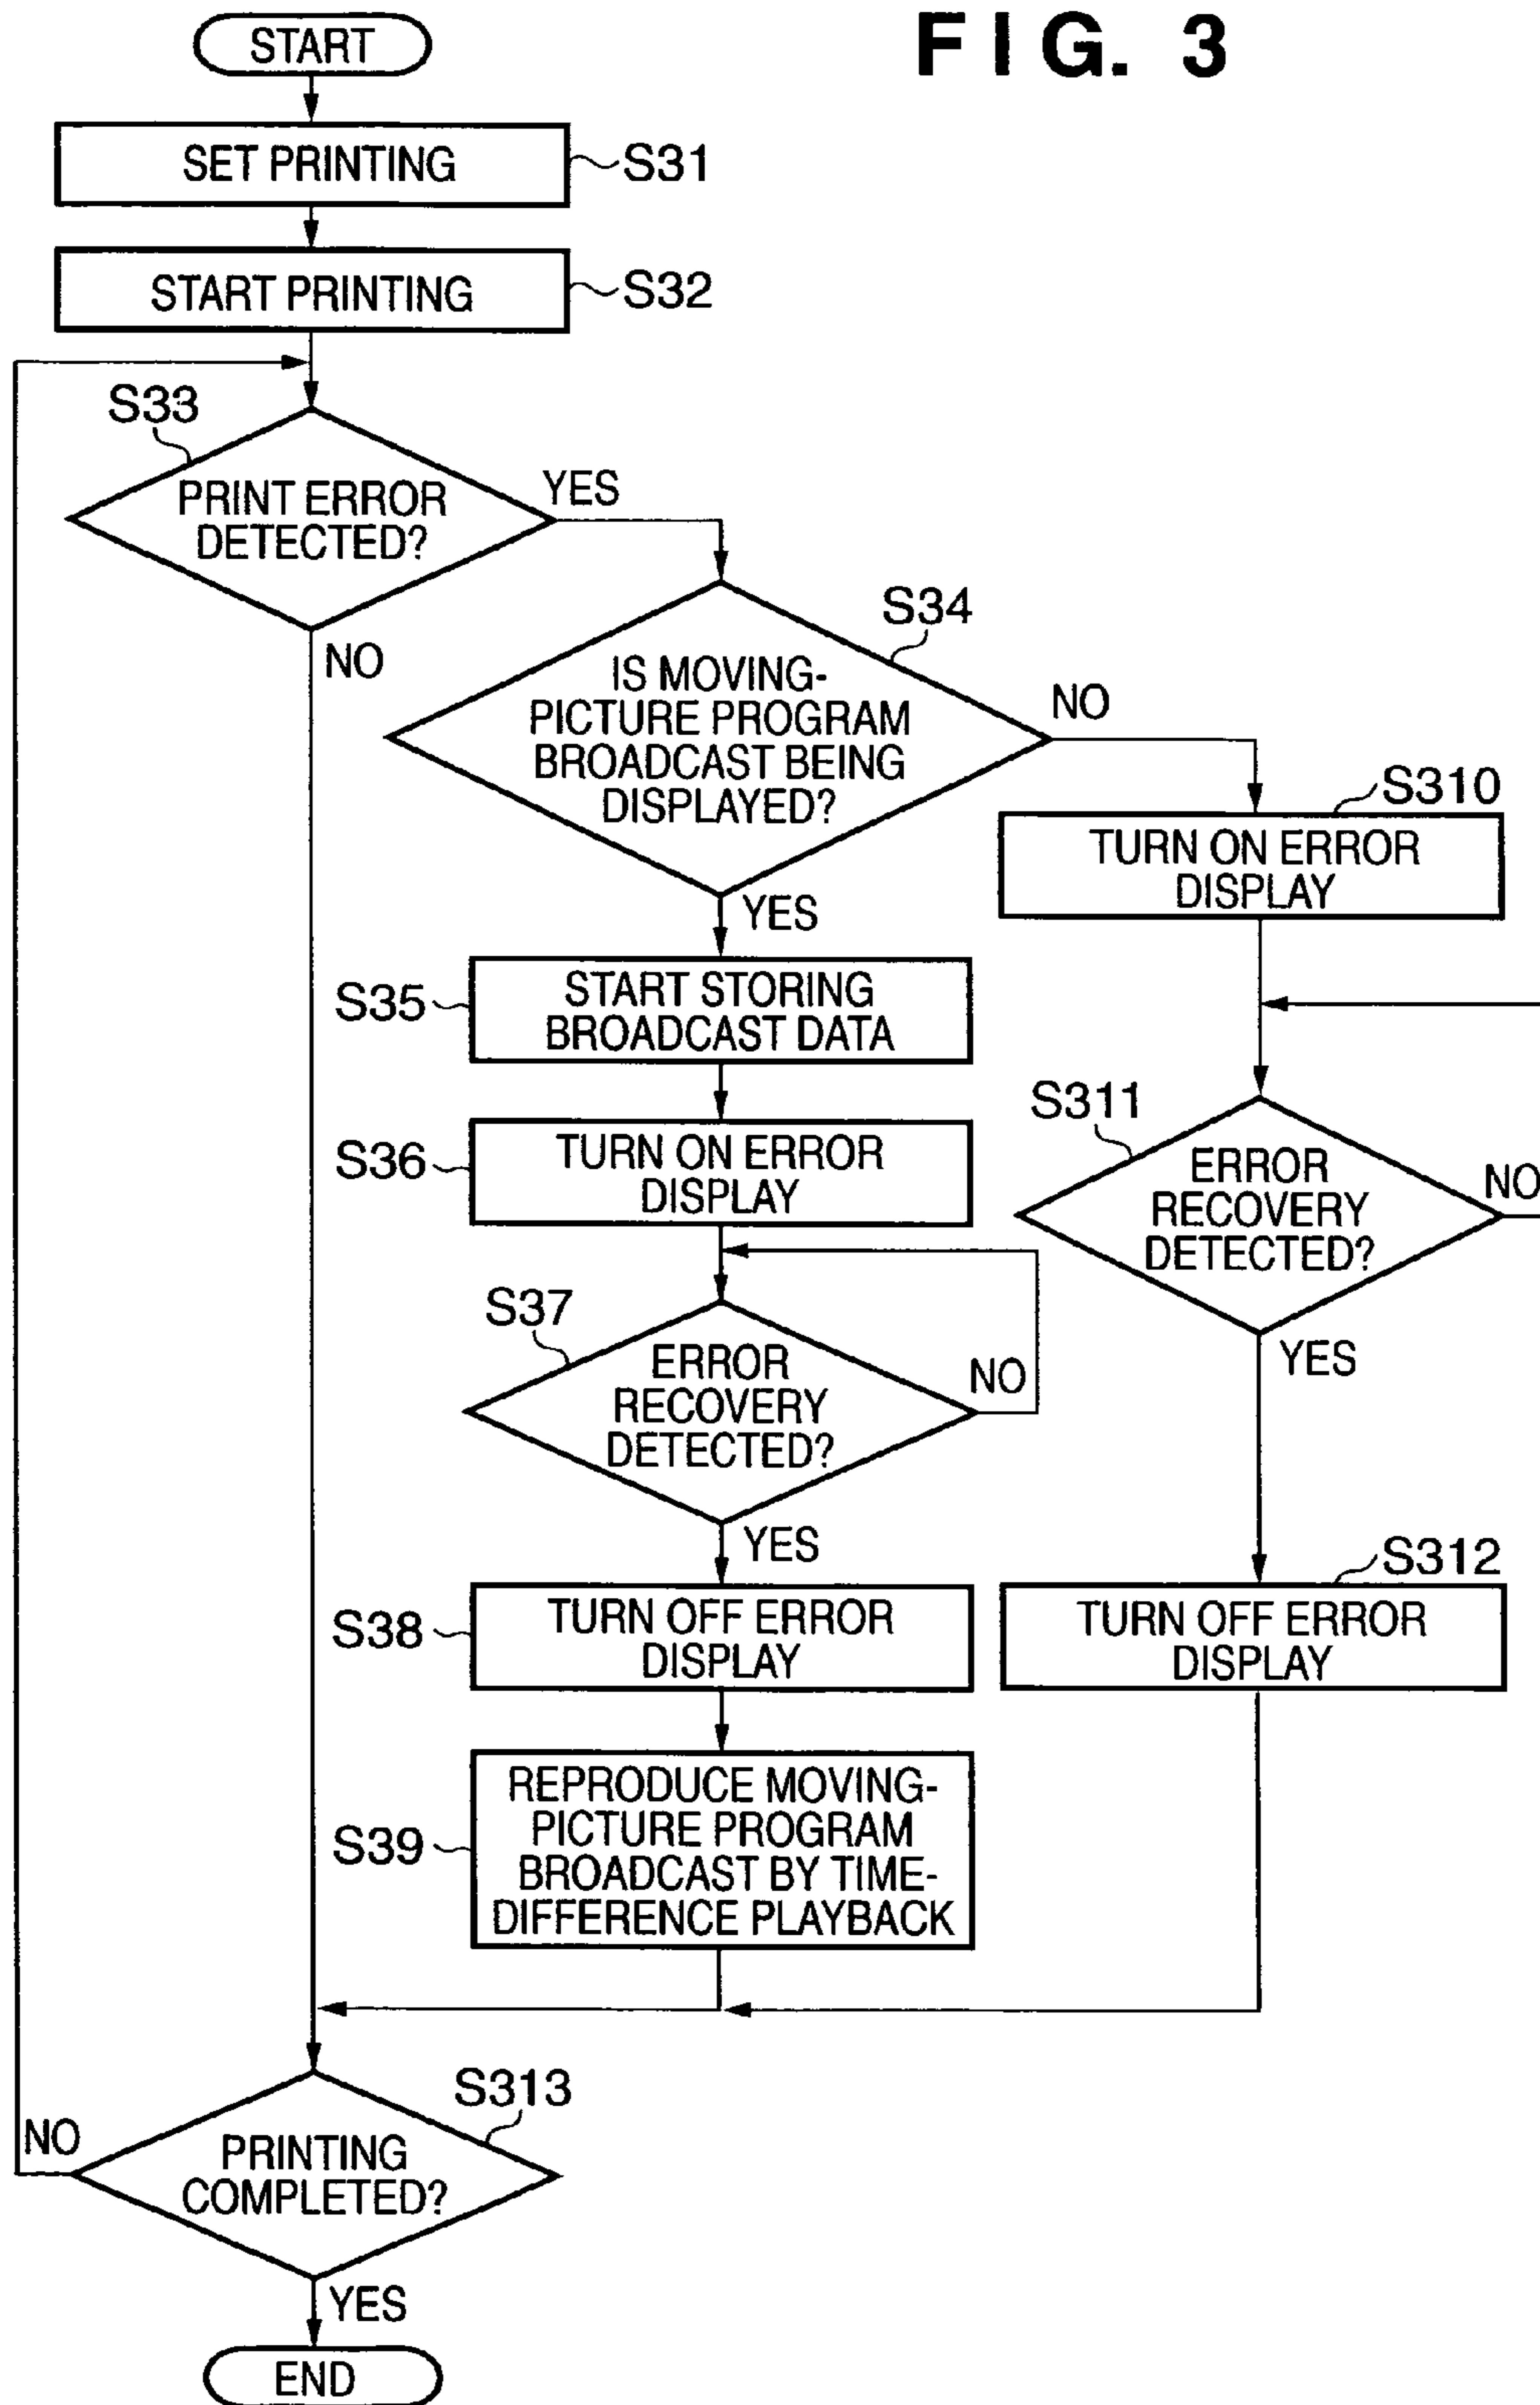 FIG. 3
START
SET PRINTING
S31
START PRINTING
S32
S33
PRINT ERROR
DETECTED?
YES
NO
S34
IS MOVING-
PICTURE PROGRAM
BROADCAST BEING
DISPLAYED?
NO
YES
S310
TURN ON ERROR
DISPLAY
S35
START STORING
BROADCAST DATA
S36
TURN ON ERROR
DISPLAY
S311
ERROR
RECOVERY
DETECTED?
NO
YES
S37
ERROR
RECOVERY
DETECTED?
NO
YES
S38
TURN OFF ERROR
DISPLAY
S312
TURN OFF ERROR
DISPLAY
S39
REPRODUCE MOVING-
PICTURE PROGRAM
BROADCAST BY TIME-
DIFFERENCE PLAYBACK
S313
PRINTING
COMPLETED?
NO
YES
END